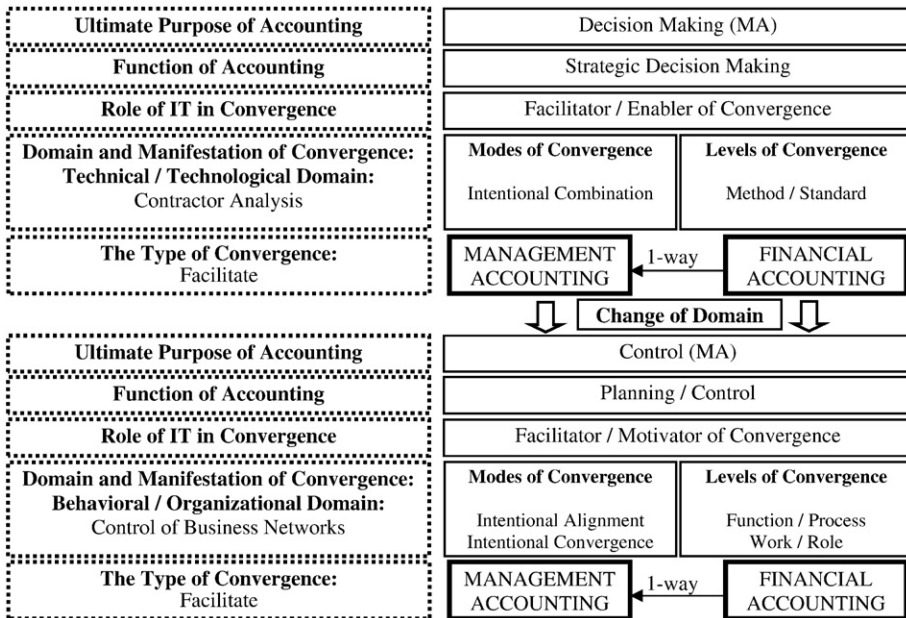 Ultimate Purpose of Accounting
Decision Making (MA)
Function of Accounting
Strategic Decision Making
Role of IT in Convergence
Facilitator / Enabler of Convergence
Domain and Manifestation of Convergence:
Technical / Technological Domain:
Contractor Analysis
Modes of Convergence
Intentional Combination
Levels of Convergence
Method / Standard
The Type of Convergence:
Facilitate
MANAGEMENT
ACCOUNTING
1-way
FINANCIAL
ACCOUNTING
Change of Domain
Ultimate Purpose of Accounting
Control (MA)
Function of Accounting
Planning / Control
Role of IT in Convergence
Facilitator / Motivator of Convergence
Domain and Manifestation of Convergence:
Behavioral / Organizational Domain:
Control of Business Networks
Modes of Convergence
Intentional Alignment
Intentional Convergence
Levels of Convergence
Function / Process
Work / Role
The Type of Convergence:
Facilitate
MANAGEMENT
ACCOUNTING
1-way
FINANCIAL
ACCOUNTING